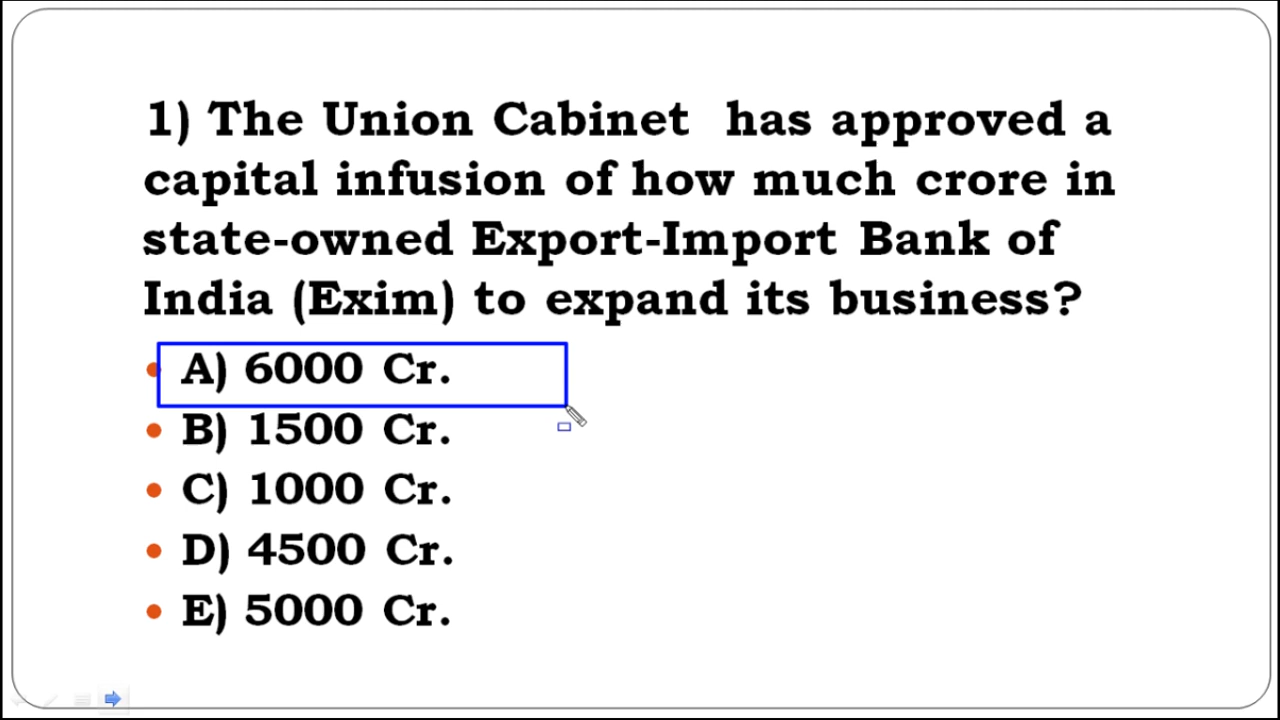 1) The Union Cabinet has approved a
capital infusion of how much crore in
state-owned Export-Import Bank of
India (Exim) to expand its business?
A) 6000 Cr.
B) 1500 Cr.
C) 1000 Cr.
D) 4500 Cr.
E) 5000 Cr.